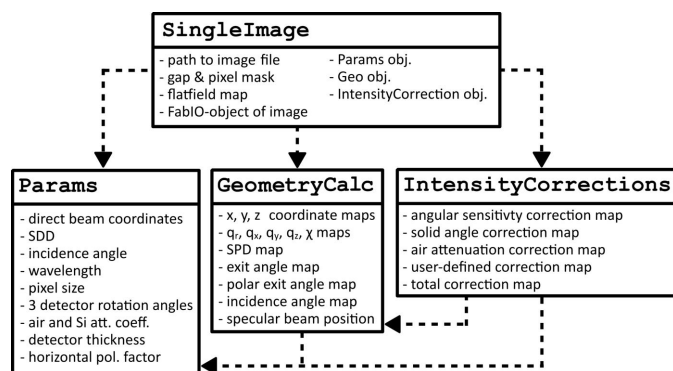 SingleImage
- path to image file
- gap & pixel mask
- flatfield map
- FabIO-object of image
- Params obj.
- Geo obj.
- IntensityCorrection obj.
Params
- direct beam coordinates
- SDD
- incidence angle
- wavelength
- pixel size
- 3 detector rotation angles
- air and Si att. coeff.
- detector thickness
- horizontal pol. factor
GeometryCalc
- x, y, z coordinate maps
- qr, qx, qy, qz, χ maps
- SPD map
- exit angle map
- polar exit angle map
- incidence angle map
- specular beam position
IntensityCorrections
- angular sensitivty correction map
- solid angle correction map
- air attenuation correction map
- user-defined correction map
- total correction map